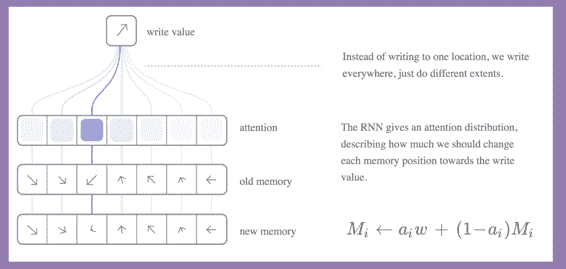 write value
Instead of writing to one location, we write
everywhere, just do different extents.
attention
The RNN gives an attention distribution,
describing how much we should change
each memory position towards the write
value.
old memory
new memory
M_i ← a_i w + (1−a_i)M_i